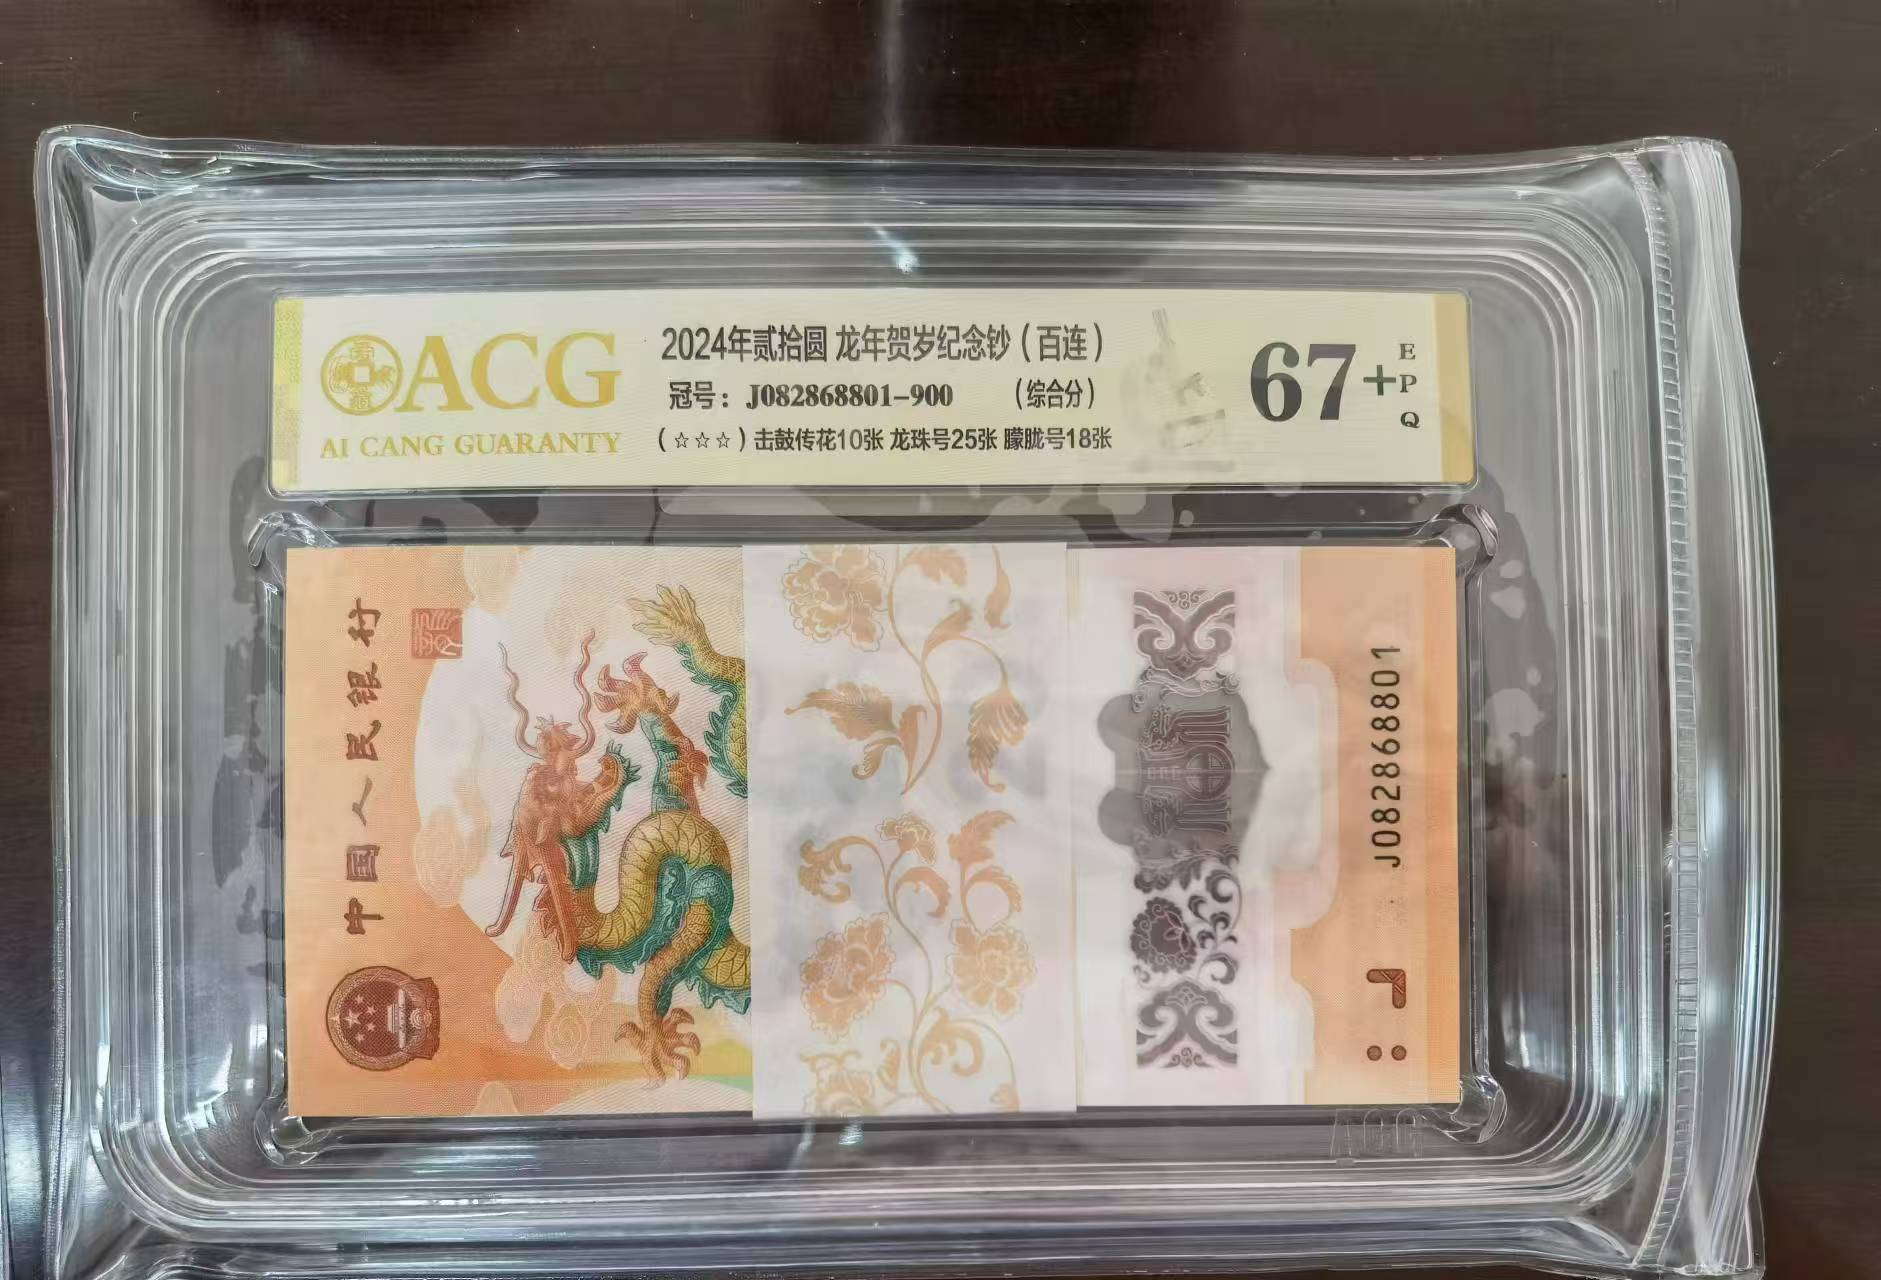 ACG
AI CANG GUARANTY
2024年贰拾圆 龙年贺岁纪念钞（百连）
冠号：J082868801-900 （综合分）
（☆☆☆）击鼓传花10张 龙珠号25张 朦胧号18张
67+
EPQ
中国人民银行
J082868801
ACG